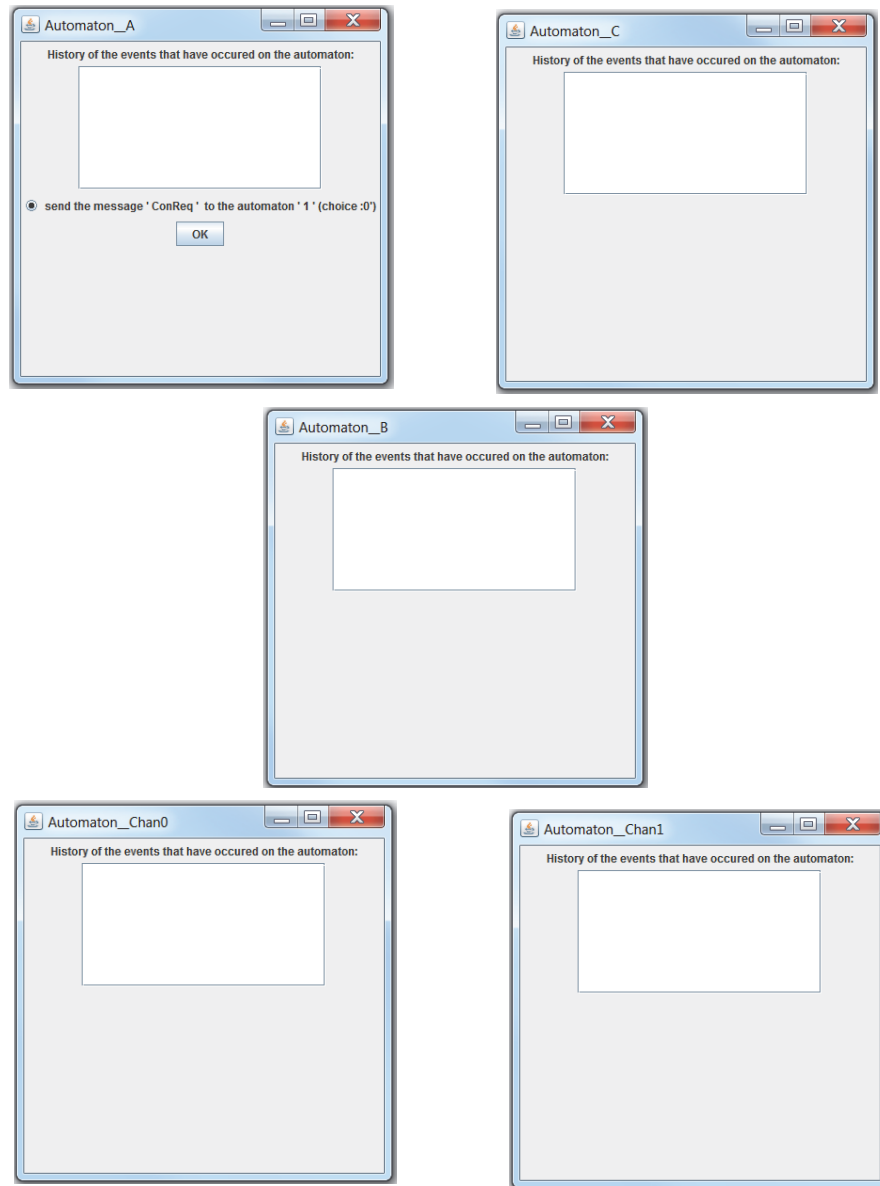 Automaton__A
History of the events that have occured on the automaton:
send the message ' ConReq ' to the automaton ' 1 ' (choice :0')
OK
Automaton__C
History of the events that have occured on the automaton:
Automaton__B
History of the events that have occured on the automaton:
Automaton__Chan0
History of the events that have occured on the automaton:
Automaton__Chan1
History of the events that have occured on the automaton: